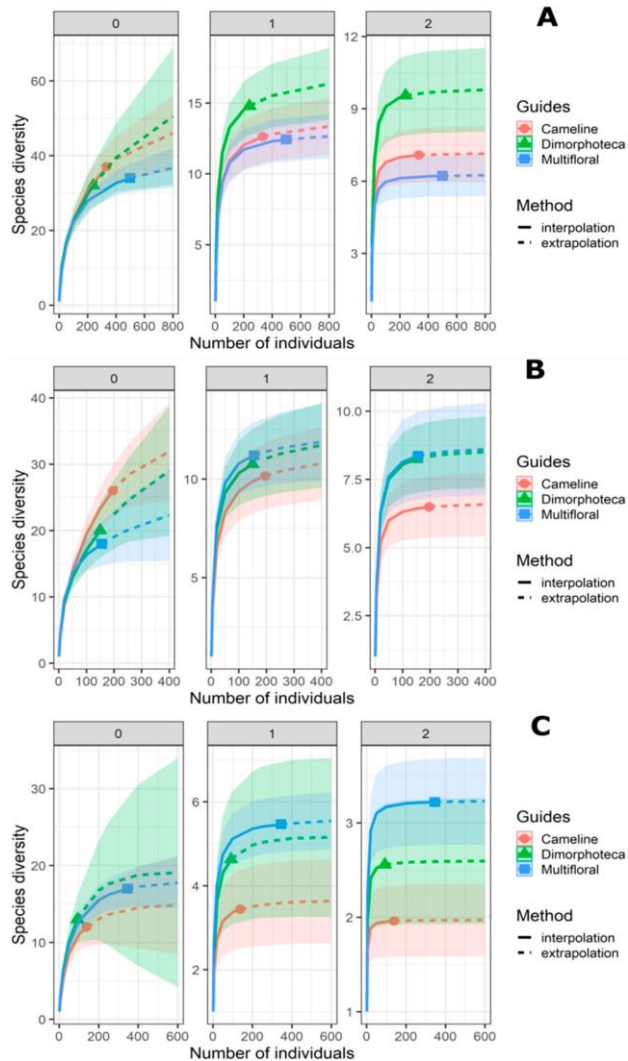 A
0 1 2
Species diversity
60
40
20
0
15
10
5
12
9
6
3
0 200 400 600 800 0 200 400 600 800 0 200 400 600 800
Number of individuals
Guides
Cameline
Dimorphoteca
Multifloral
Method
interpolation
extrapolation
B
0 1 2
Species diversity
40
30
20
10
0
10
5
10.0
7.5
5.0
2.5
0 100 200 300 400 0 100 200 300 400 0 100 200 300 400
Number of individuals
Guides
Cameline
Dimorphoteca
Multifloral
Method
interpolation
extrapolation
C
0 1 2
Species diversity
30
20
10
0
6
4
2
3
2
1
0 200 400 600 0 200 400 600 0 200 400 600
Number of individuals
Guides
Cameline
Dimorphoteca
Multifloral
Method
interpolation
extrapolation